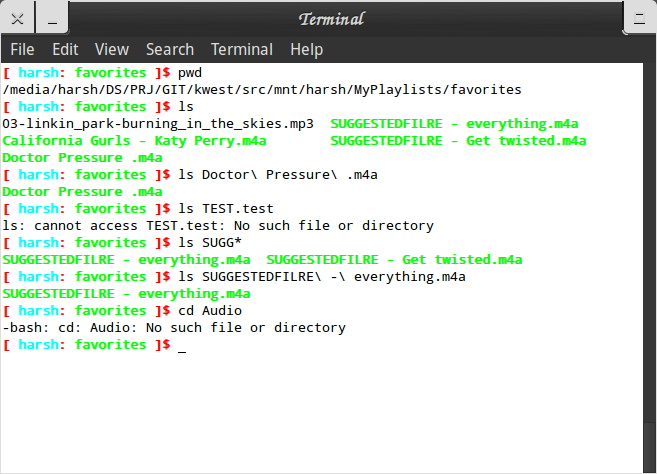 Terminal
File Edit View Search Terminal Help
[ harsh: favorites ]$ pwd
/media/harsh/DS/PRJ/GIT/kwest/src/mnt/harsh/MyPlaylists/favorites
[ harsh: favorites ]$ ls
03-linkin_park-burning_in_the_skies.mp3  SUGGESTEDFILRE - everything.m4a
California Gurls - Katy Perry.m4a        SUGGESTEDFILRE - Get twisted.m4a
Doctor Pressure .m4a
[ harsh: favorites ]$ ls Doctor\ Pressure\ .m4a
Doctor Pressure .m4a
[ harsh: favorites ]$ ls TEST.test
ls: cannot access TEST.test: No such file or directory
[ harsh: favorites ]$ ls SUGG*
SUGGESTEDFILRE - everything.m4a  SUGGESTEDFILRE - Get twisted.m4a
[ harsh: favorites ]$ ls SUGGESTEDFILRE\ -\ everything.m4a
SUGGESTEDFILRE - everything.m4a
[ harsh: favorites ]$ cd Audio
-bash: cd: Audio: No such file or directory
[ harsh: favorites ]$ _